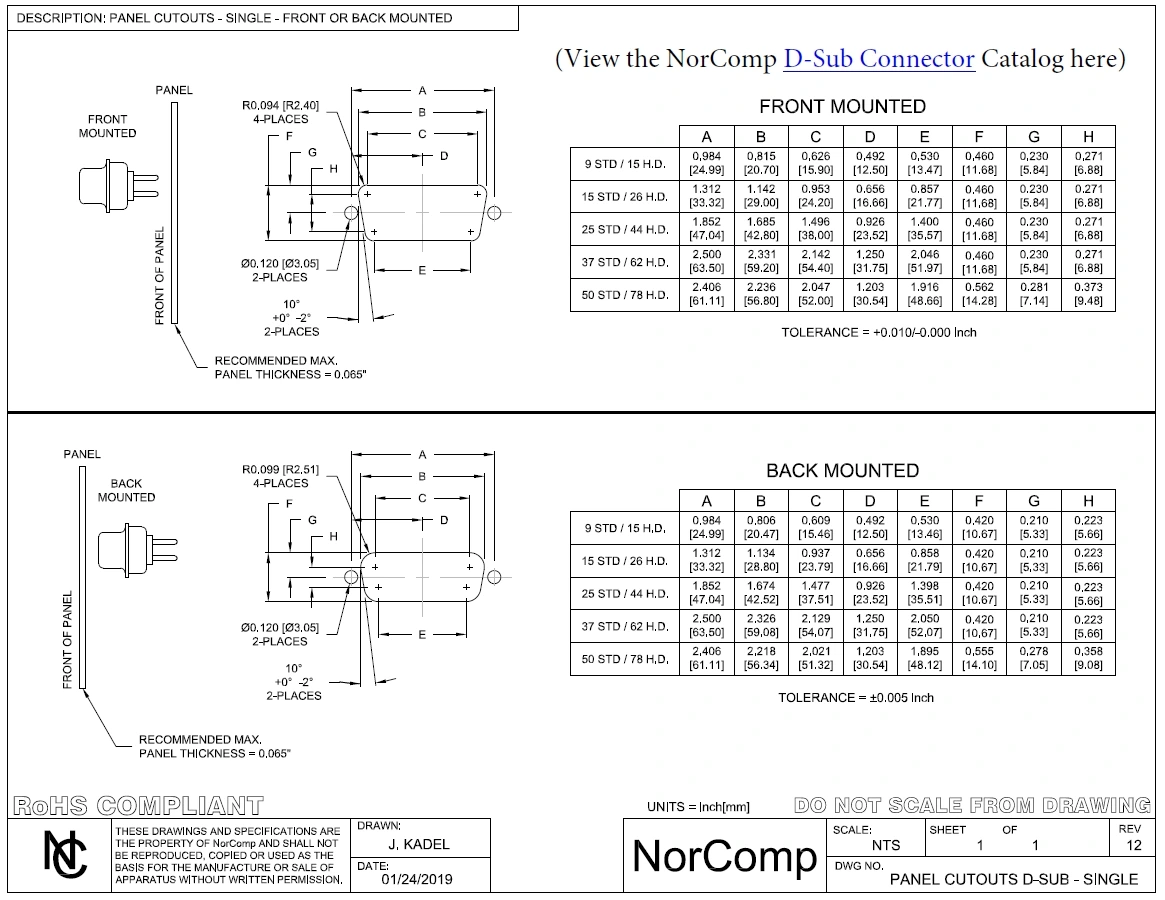 DESCRIPTION: PANEL CUTOUTS - SINGLE - FRONT OR BACK MOUNTED
(View the NorComp D-Sub Connector Catalog here)
PANEL
FRONT
MOUNTED
FRONT OF PANEL
RECOMMENDED MAX.
PANEL THICKNESS = 0.065"
R0.094 [R2.40]
4-PLACES
A
B
C
D
E
F
G
H
Ø0.120 [Ø3.05]
2-PLACES
10°
+0° -2°
2-PLACES
FRONT MOUNTED
A B C D E F G H
9 STD / 15 H.D. 0.984 0.815 0.626 0.492 0.530 0.460 0.230 0.271
[24.99] [20.70] [15.90] [12.50] [13.47] [11.68] [5.84] [6.88]
15 STD / 26 H.D. 1.312 1.142 0.953 0.656 0.857 0.460 0.230 0.271
[33.32] [29.00] [24.20] [16.66] [21.77] [11.68] [5.84] [6.88]
25 STD / 44 H.D. 1.852 1.685 1.496 0.926 1.400 0.460 0.230 0.271
[47.04] [42.80] [38.00] [23.52] [35.57] [11.68] [5.84] [6.88]
37 STD / 62 H.D. 2.500 2.331 2.142 1.250 2.046 0.460 0.230 0.271
[63.50] [59.20] [54.40] [31.75] [51.97] [11.68] [5.84] [6.88]
50 STD / 78 H.D. 2.406 2.236 2.047 1.203 1.916 0.562 0.281 0.373
[61.11] [56.80] [52.00] [30.54] [48.66] [14.28] [7.14] [9.48]
TOLERANCE = +0.010/-0.000 Inch
PANEL
BACK
MOUNTED
FRONT OF PANEL
RECOMMENDED MAX.
PANEL THICKNESS = 0.065"
R0.099 [R2.51]
4-PLACES
A
B
C
D
E
F
G
H
Ø0.120 [Ø3.05]
2-PLACES
10°
+0° -2°
2-PLACES
BACK MOUNTED
A B C D E F G H
9 STD / 15 H.D. 0.984 0.806 0.609 0.492 0.530 0.420 0.210 0.223
[24.99] [20.47] [15.46] [12.50] [13.46] [10.67] [5.33] [5.66]
15 STD / 26 H.D. 1.312 1.134 0.937 0.656 0.858 0.420 0.210 0.223
[33.32] [28.80] [23.79] [16.66] [21.79] [10.67] [5.33] [5.66]
25 STD / 44 H.D. 1.852 1.674 1.477 0.926 1.398 0.420 0.210 0.223
[47.04] [42.52] [37.51] [23.52] [35.51] [10.67] [5.33] [5.66]
37 STD / 62 H.D. 2.500 2.326 2.129 1.250 2.050 0.420 0.210 0.223
[63.50] [59.08] [54.07] [31.75] [52.07] [10.67] [5.33] [5.66]
50 STD / 78 H.D. 2.406 2.218 2.021 1.203 1.895 0.555 0.278 0.358
[61.11] [56.34] [51.32] [30.54] [48.12] [14.10] [7.05] [9.08]
TOLERANCE = ±0.005 Inch
RoHS COMPLIANT
UNITS = Inch[mm]
DO NOT SCALE FROM DRAWING
NC
THESE DRAWINGS AND SPECIFICATIONS ARE
THE PROPERTY OF NorComp AND SHALL NOT
BE REPRODUCED, COPIED OR USED AS THE
BASIS FOR THE MANUFACTURE OR SALE OF
APPARATUS WITHOUT WRITTEN PERMISSION.
DRAWN:
J. KADEL
DATE:
01/24/2019
NorComp
SCALE:
NTS
SHEET OF
1 1
REV
12
DWG NO.
PANEL CUTOUTS D-SUB - SINGLE